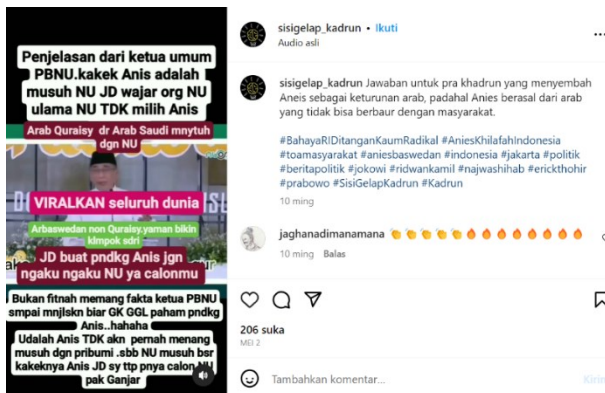 Penjelasan dari ketua umum
PBNU.kakek Anis adalah
musuh NU JD wajar org NU
ulama NU TDK milih Anis
Arab Quraisy dr Arab Saudi mnytuh
dgn NU
VIRALKAN seluruh dunia
Arbaswedan non Quraisy.yaman bikin
klmpok sdri
JD buat pndkg Anis jgn
ngaku ngaku NU ya calonmu
Bukan fitnah memang fakta ketua PBNU
smpai mnjlskn biar GK GGL paham pndkg
Anis..hahaha
Udalah Anis TDK akn pernah menang
musuh dgn pribumi .sbb NU musuh bsr
kakeknya Anis JD sy ttp pnya calon NU
pak Ganjar
sisigelap_kadrun • Ikuti
Audio asli
sisigelap_kadrun Jawaban untuk pra khadrun yang menyembah
Aneis sebagai keturunan arab, padahal Anies berasal dari arab
yang tidak bisa berbaur dengan masyarakat.
#BahayaRIDitanganKaumRadikal #AniesKhilafahIndonesia
#toamasyarakat #aniesbaswedan #indonesia #jakarta #politik
#beritapolitik #jokowi #ridwankamil #najwashihab #erickthohir
#prabowo #SisiGelapKadrun #Kadrun
10 ming
jaghanadimanamana 👏👏👏👏👏🔥🔥🔥🔥🔥🔥🔥🔥🔥
10 ming Balas
206 suka
MEI 2
Tambahkan komentar...
Kirim